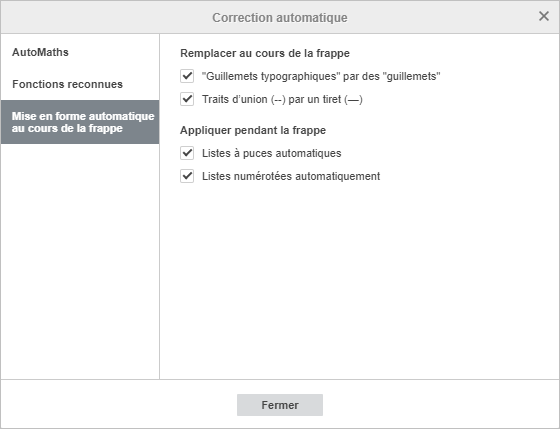 Correction automatique
AutoMaths
Fonctions reconnues
Mise en forme automatique
au cours de la frappe
Remplacer au cours de la frappe
"Guillemets typographiques" par des "guillemets"
Traits d'union (--) par un tiret (—)
Appliquer pendant la frappe
Listes à puces automatiques
Listes numérotées automatiquement
Fermer